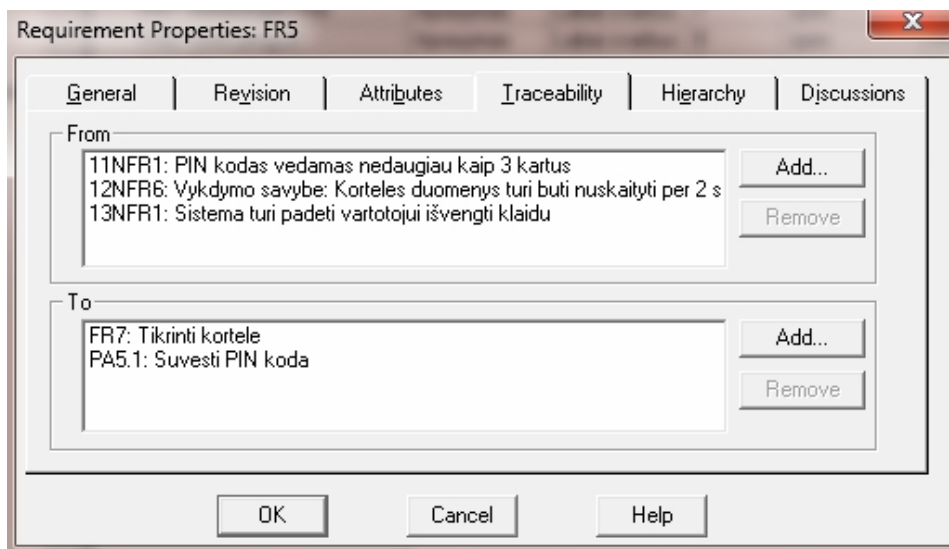 Requirement Properties: FR5
General Revision Attributes Traceability Hierarchy Discussions
From
11NFR1: PIN kodas vedamas nedaugiau kaip 3 kartus
12NFR6: Vykdymo savybe: Korteles duomenys turi buti nuskaityti per 2 s
13NFR1: Sistema turi padeti vartotojui išvengti klaidu
Add...
Remove
To
FR7: Tikrinti kortele
PA5.1: Suvesti PIN koda
Add...
Remove
OK Cancel Help